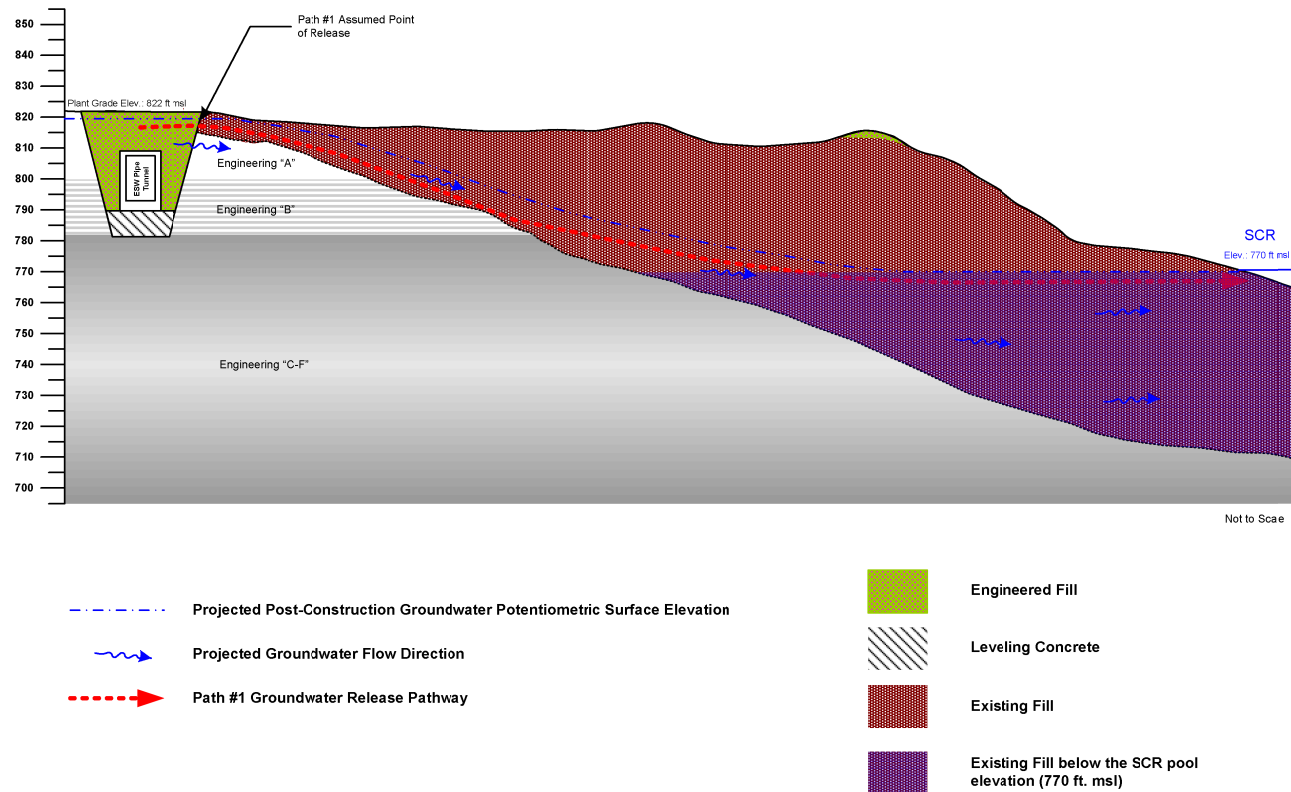 Path #1 Assumed Point
of Release
850
840
830
820
810
800
790
780
770
760
750
740
730
720
710
700
Plant Grade Elev.: 822 ft msl
ESW Pipe
Tunnel
Engineering "A"
Engineering "B"
Engineering "C-F"
SCR
Elev.: 770 ft msl
Not to Scale
Projected Post-Construction Groundwater Potentiometric Surface Elevation
Projected Groundwater Flow Direction
Path #1 Groundwater Release Pathway
Engineered Fill
Leveling Concrete
Existing Fill
Existing Fill below the SCR pool
elevation (770 ft. msl)